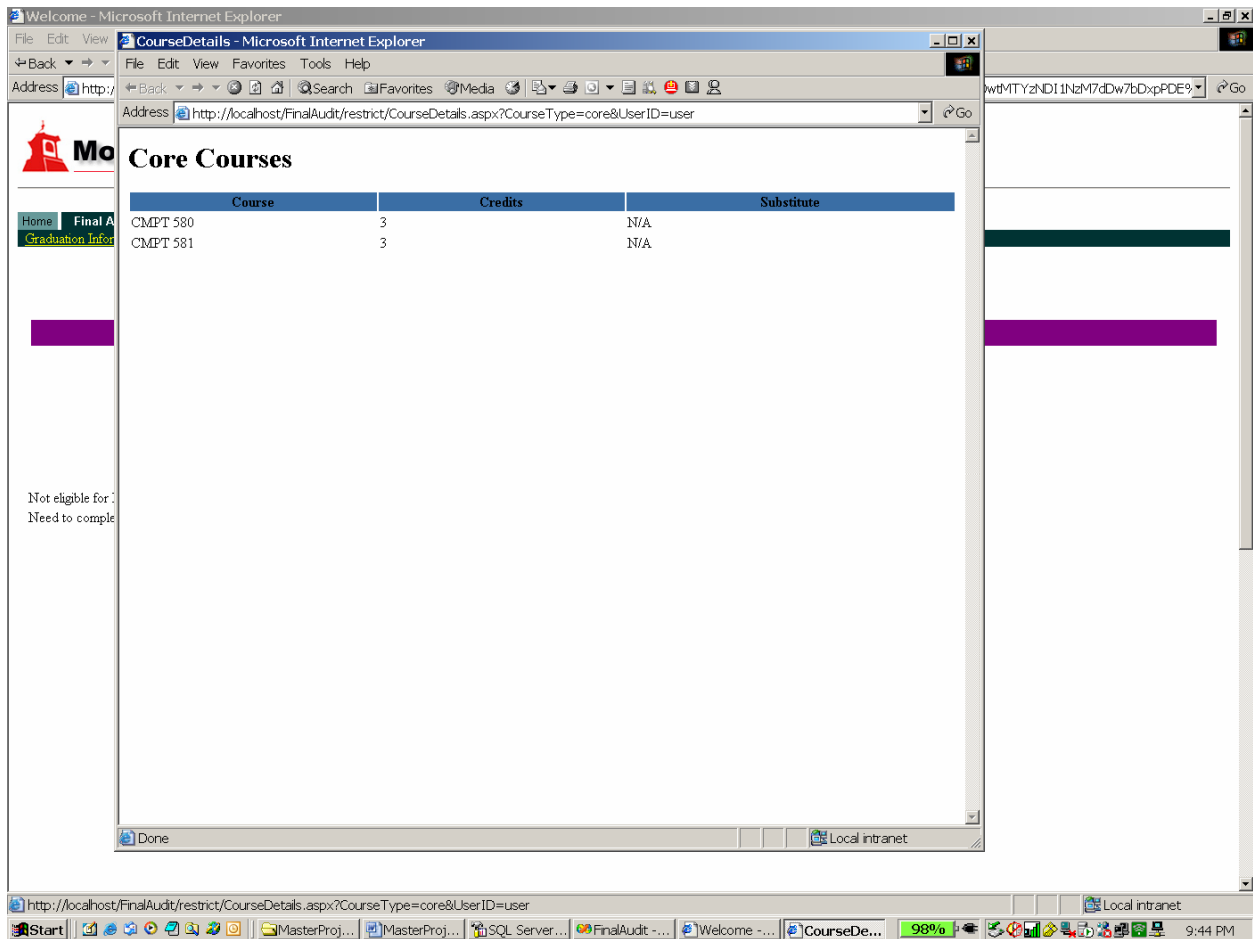 Welcome - Microsoft Internet Explorer
File Edit View
Back
Address http:/
wtMTYzNDI1NzM7dDw7bDxpPDE9
Go
Mo
Home Final A
Graduation Infor
Not eligible for
Need to comple
CourseDetails - Microsoft Internet Explorer
File Edit View Favorites Tools Help
Back Search Favorites Media
Address http://localhost/FinalAudit/restrict/CourseDetails.aspx?CourseType=core&UserID=user Go
Core Courses
Course Credits Substitute
CMPT 580 3 N/A
CMPT 581 3 N/A
Done Local intranet
http://localhost/FinalAudit/restrict/CourseDetails.aspx?CourseType=core&UserID=user Local intranet
Start MasterProj... MasterProj... SQL Server... FinalAudit -... Welcome -... CourseDe... 98% 9:44 PM